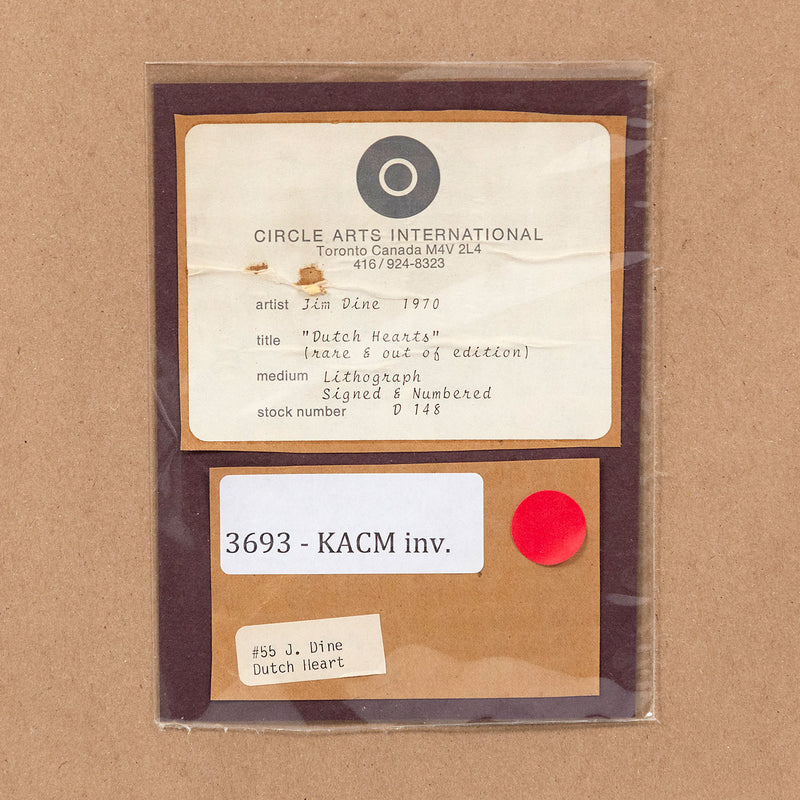 CIRCLE ARTS INTERNATIONAL
Toronto Canada M4V 2L4
416/924-8323
artist Jim Dine 1970
title "Dutch Hearts"
(rare & out of edition)
medium Lithograph
Signed & Numbered
stock number D 148
3693 - KACM inv.
#55 J. Dine
Dutch Heart